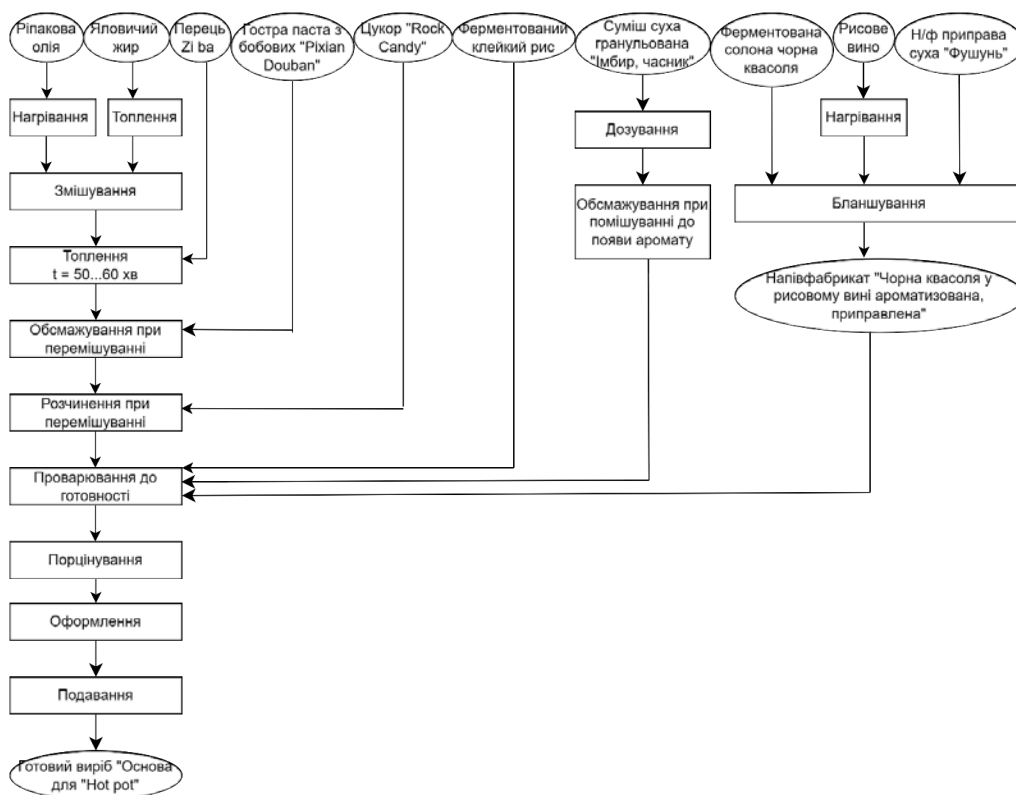 Ріпакова
олія
Яловичий
жир
Перець
Zi ba
Гостра паста з
бобових "Pixian
Douban"
Цукор "Rock
Candy"
Ферментований
клейкий рис
Суміш суха
гранульована
"Імбир, часник"
Ферментована
солона чорна
квасоля
Рисове
вино
Н/ф приправа
суха "Фушунь"
Нагрівання
Топлення
Дозування
Нагрівання
Змішування
Обсмажування при
помішуванні до
появи аромату
Бланшування
Топлення
t = 50...60 хв
Напівфабрикат "Чорна квасоля у
рисовому вині ароматизована,
приправлена"
Обсмажування при
перемішуванні
Розчинення при
перемішуванні
Проварювання до
готовності
Порцінування
Оформлення
Подавання
Готовий виріб "Основа
для "Hot pot"